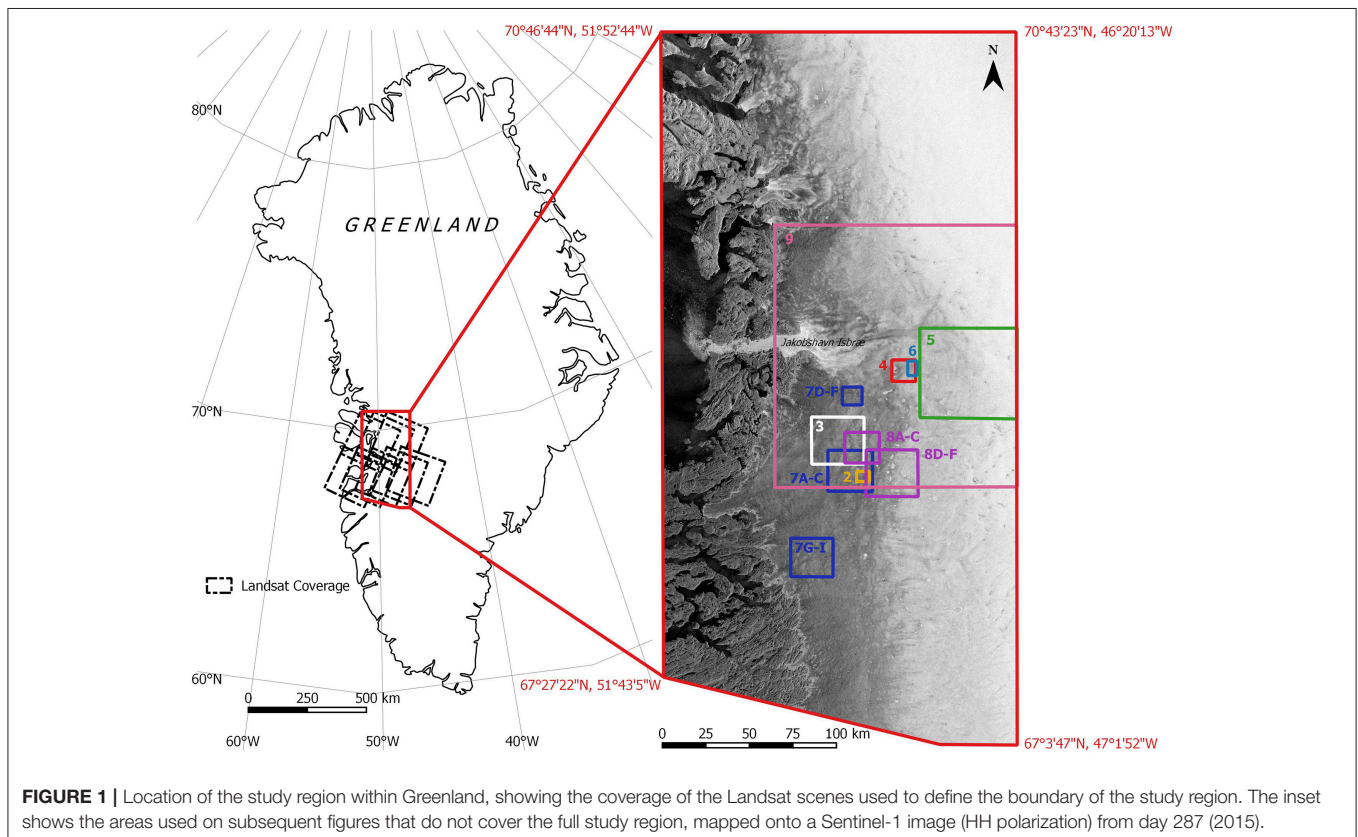 70°46'44"N, 51°52'44"W
70°43'23"N, 46°20'13"W
N
80°N
GREENLAND
9
Jakobshavn Isbræ
5
6
4
7D-F
3
8A-C
8D-F
7A-C
2
70°N
7G-I
Landsat Coverage
60°N
67°27'22"N, 51°43'5"W
0 250 500 km
0 25 50 75 100 km
60°W 50°W 40°W
67°3'47"N, 47°1'52"W
FIGURE 1 | Location of the study region within Greenland, showing the coverage of the Landsat scenes used to define the boundary of the study region. The inset
shows the areas used on subsequent figures that do not cover the full study region, mapped onto a Sentinel-1 image (HH polarization) from day 287 (2015).